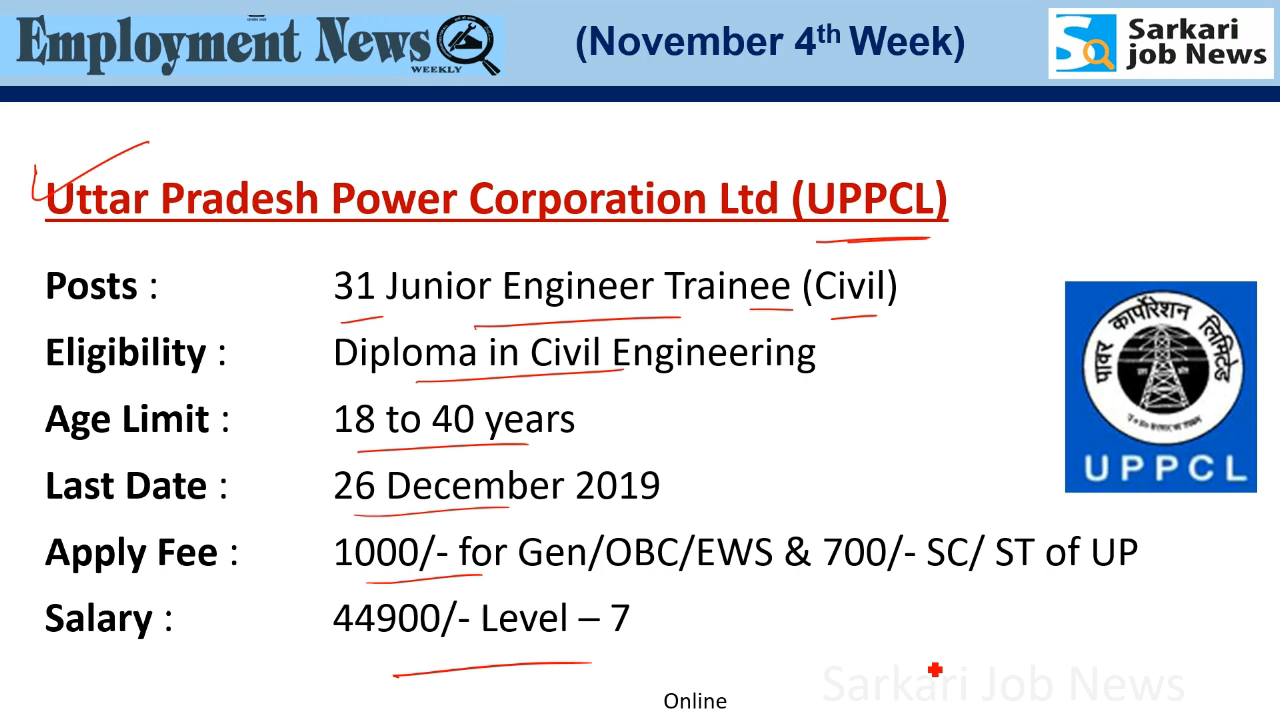 Employment News
WEEKLY
(November 4th Week)
Sarkari
job News
Uttar Pradesh Power Corporation Ltd (UPPCL)
Posts : 31 Junior Engineer Trainee (Civil)
Eligibility : Diploma in Civil Engineering
Age Limit : 18 to 40 years
Last Date : 26 December 2019
Apply Fee : 1000/- for Gen/OBC/EWS & 700/- SC/ ST of UP
Salary : 44900/- Level – 7
पावर कार्पोरेशन लिमिटेड
UPPCL
Sarkari Job News
Online